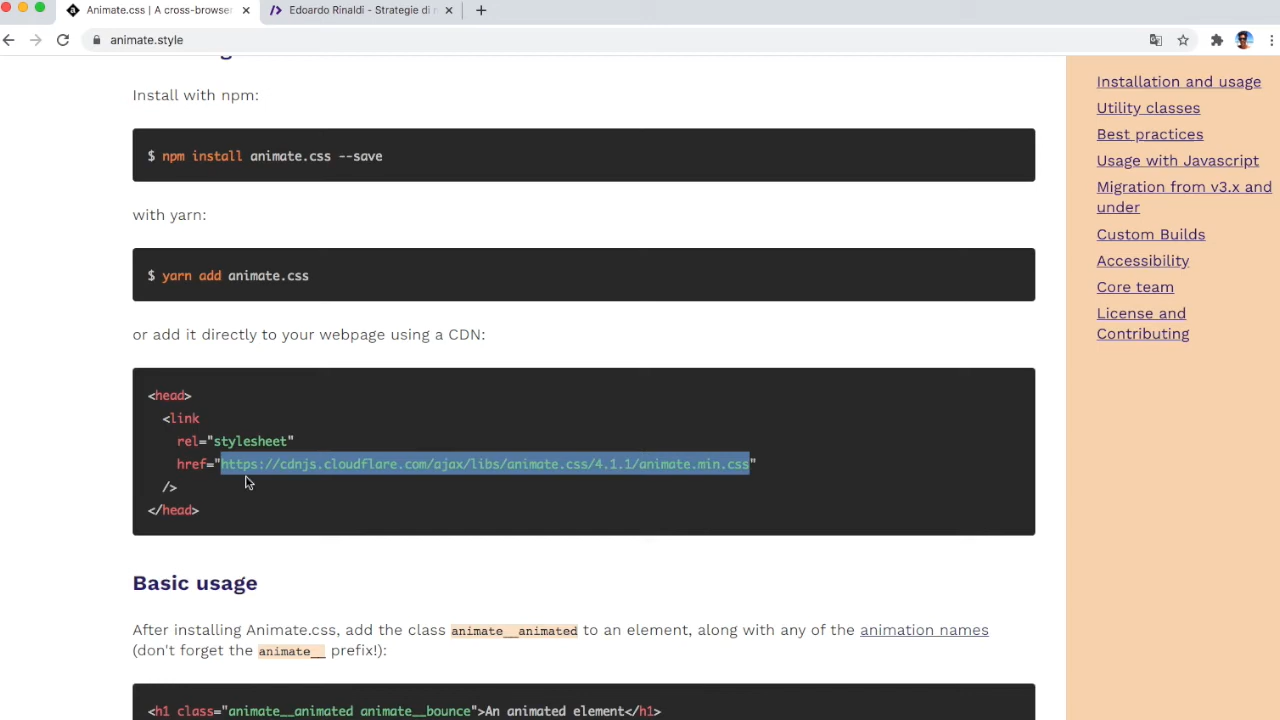 Animate.css | A cross-browser
Edoardo Rinaldi - Strategie di
animate.style
Install with npm:
$ npm install animate.css --save
with yarn:
$ yarn add animate.css
or add it directly to your webpage using a CDN:
<head>
<link
rel="stylesheet"
href="https://cdnjs.cloudflare.com/ajax/libs/animate.css/4.1.1/animate.min.css"
/>
</head>
Basic usage
After installing Animate.css, add the class animate__animated to an element, along with any of the animation names
(don't forget the animate__ prefix!):
<h1 class="animate__animated animate__bounce">An animated element</h1>
Installation and usage
Utility classes
Best practices
Usage with Javascript
Migration from v3.x and
under
Custom Builds
Accessibility
Core team
License and
Contributing